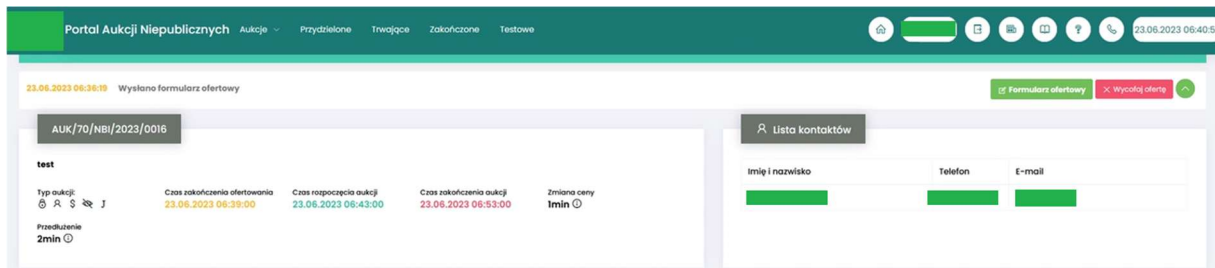 Portal Aukcji Niepublicznych Aukcje Przydzielone Trwające Zakończone Testowe 23.06.2023 06:40:5
23.06.2023 06:36:19 Wysłano formularz ofertowy Formularz ofertowy Wycofaj ofertę
AUK/70/NBI/2023/0016 Lista kontaktów
test
Imię i nazwisko Telefon E-mail
Typ aukcji: Czas zakończenia ofertowania Czas rozpoczęcia aukcji Czas zakończenia aukcji Zmiana ceny
23.06.2023 06:39:00 23.06.2023 06:43:00 23.06.2023 06:53:00 1min
Przedłużenie
2min